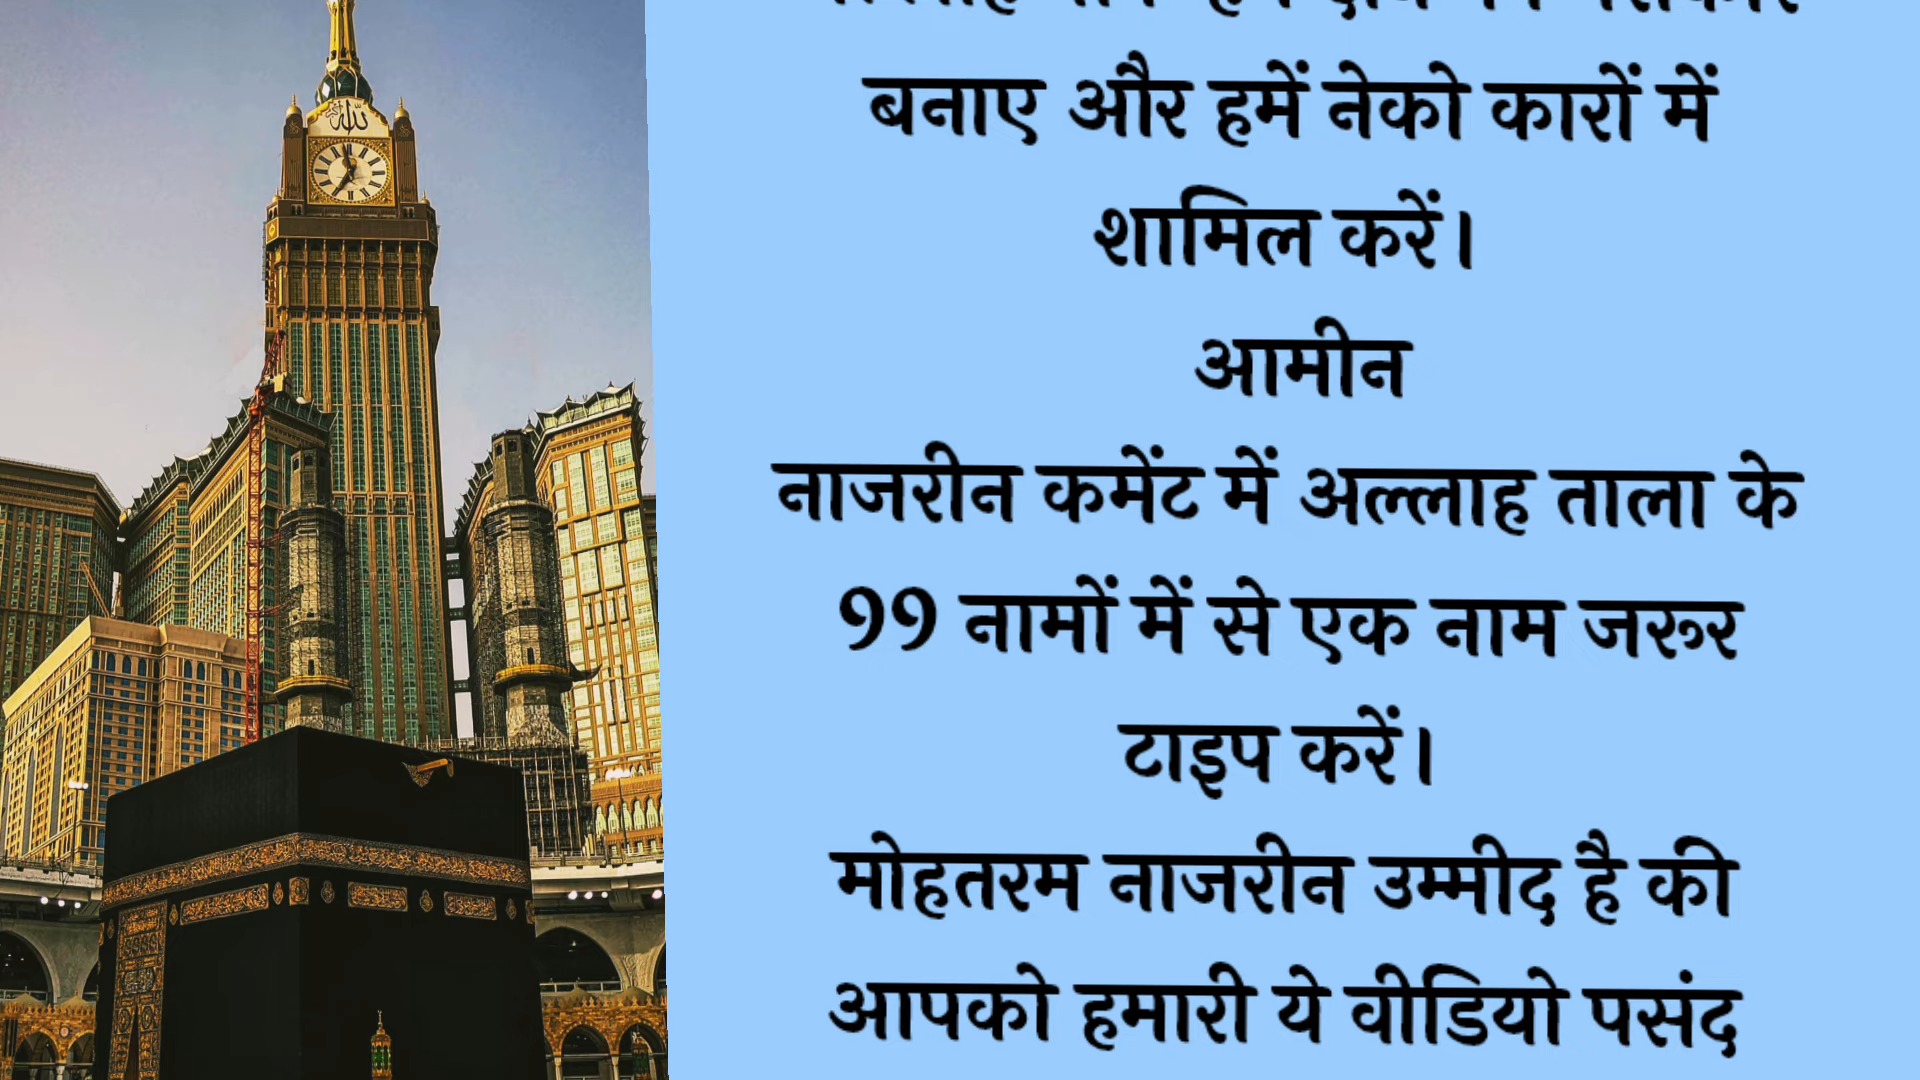 बनाए और हमें नेको कारों में
शामिल करें।
आमीन
नाजरीन कमेंट में अल्लाह ताला के
99 नामों में से एक नाम जरूर
टाइप करें।
मोहतरम नाजरीन उम्मीद है की
आपको हमारी ये वीडियो पसंद
الله